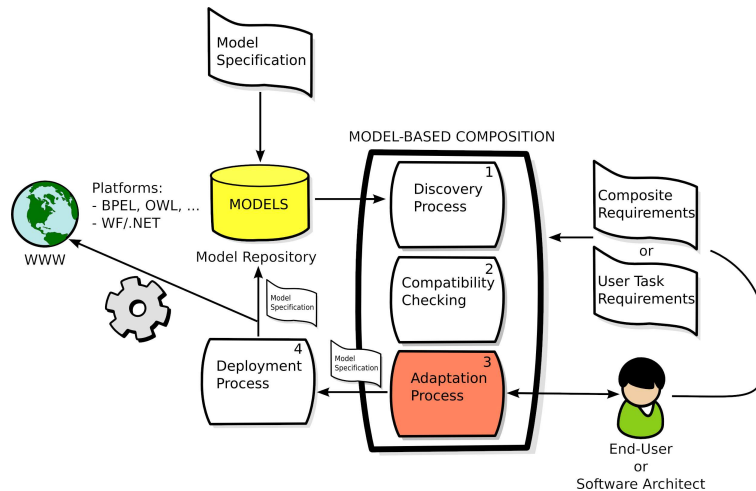 Model
Specification
MODEL-BASED COMPOSITION
1
Discovery
Process
Composite
Requirements
or
User Task
Requirements
Platforms:
- BPEL, OWL, ...
- WF/.NET
MODELS
Model Repository
WWW
2
Compatibility
Checking
Model
Specification
4
Deployment
Process
Model
Specification
3
Adaptation
Process
End-User
or
Software Architect